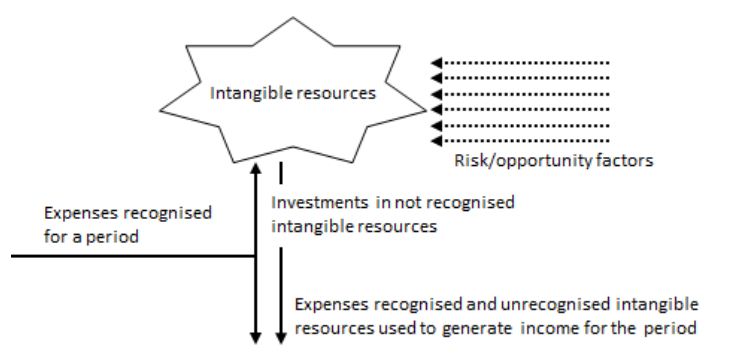 Intangible resources
Risk/opportunity factors
Expenses recognised
for a period
Investments in not recognised
intangible resources
Expenses recognised and unrecognised intangible
resources used to generate income for the period